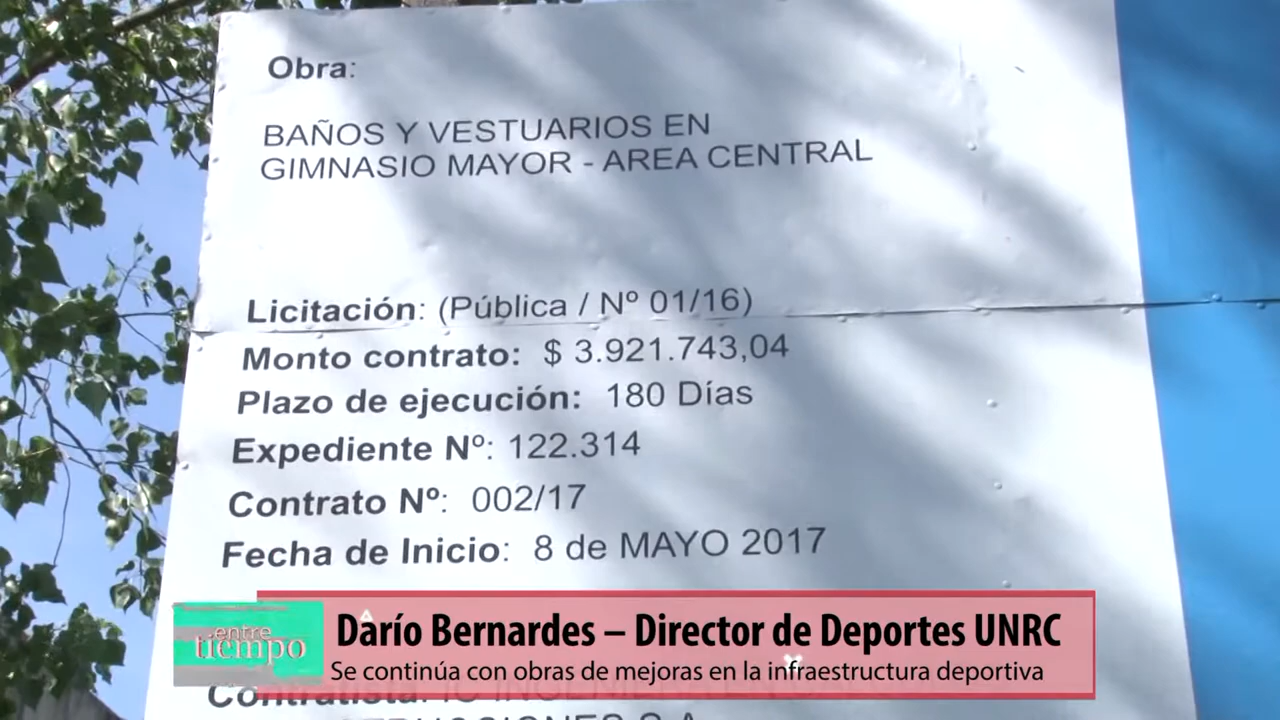 Obra:
BAÑOS Y VESTUARIOS EN
GIMNASIO MAYOR - AREA CENTRAL
Licitación: (Pública / Nº 01/16)
Monto contrato: $ 3.921.743,04
Plazo de ejecución: 180 Días
Expediente Nº: 122.314
Contrato Nº: 002/17
Fecha de Inicio: 8 de MAYO 2017
entre
tiempo
Darío Bernardes – Director de Deportes UNRC
Se continúa con obras de mejoras en la infraestructura deportiva
Contratista: